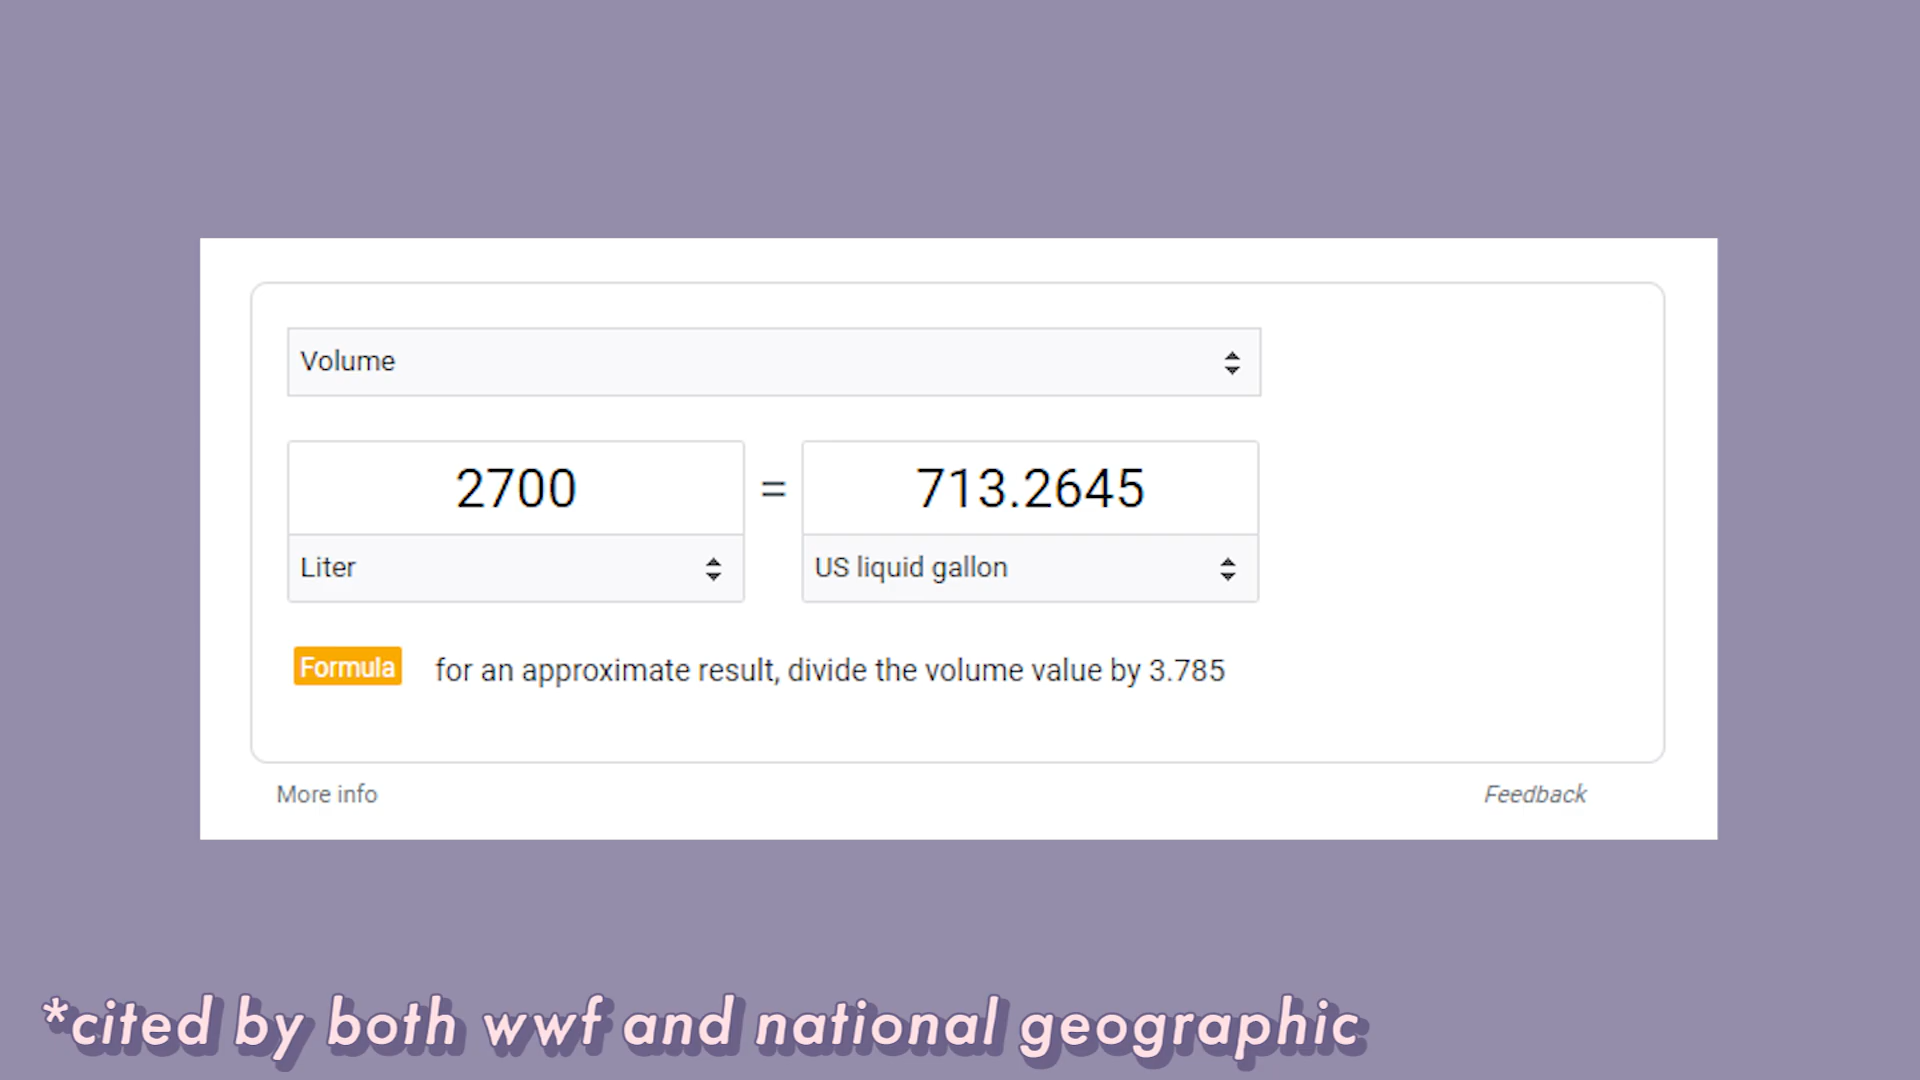 Volume
2700 = 713.2645
Liter US liquid gallon
Formula for an approximate result, divide the volume value by 3.785
More info Feedback
*cited by both wwf and national geographic